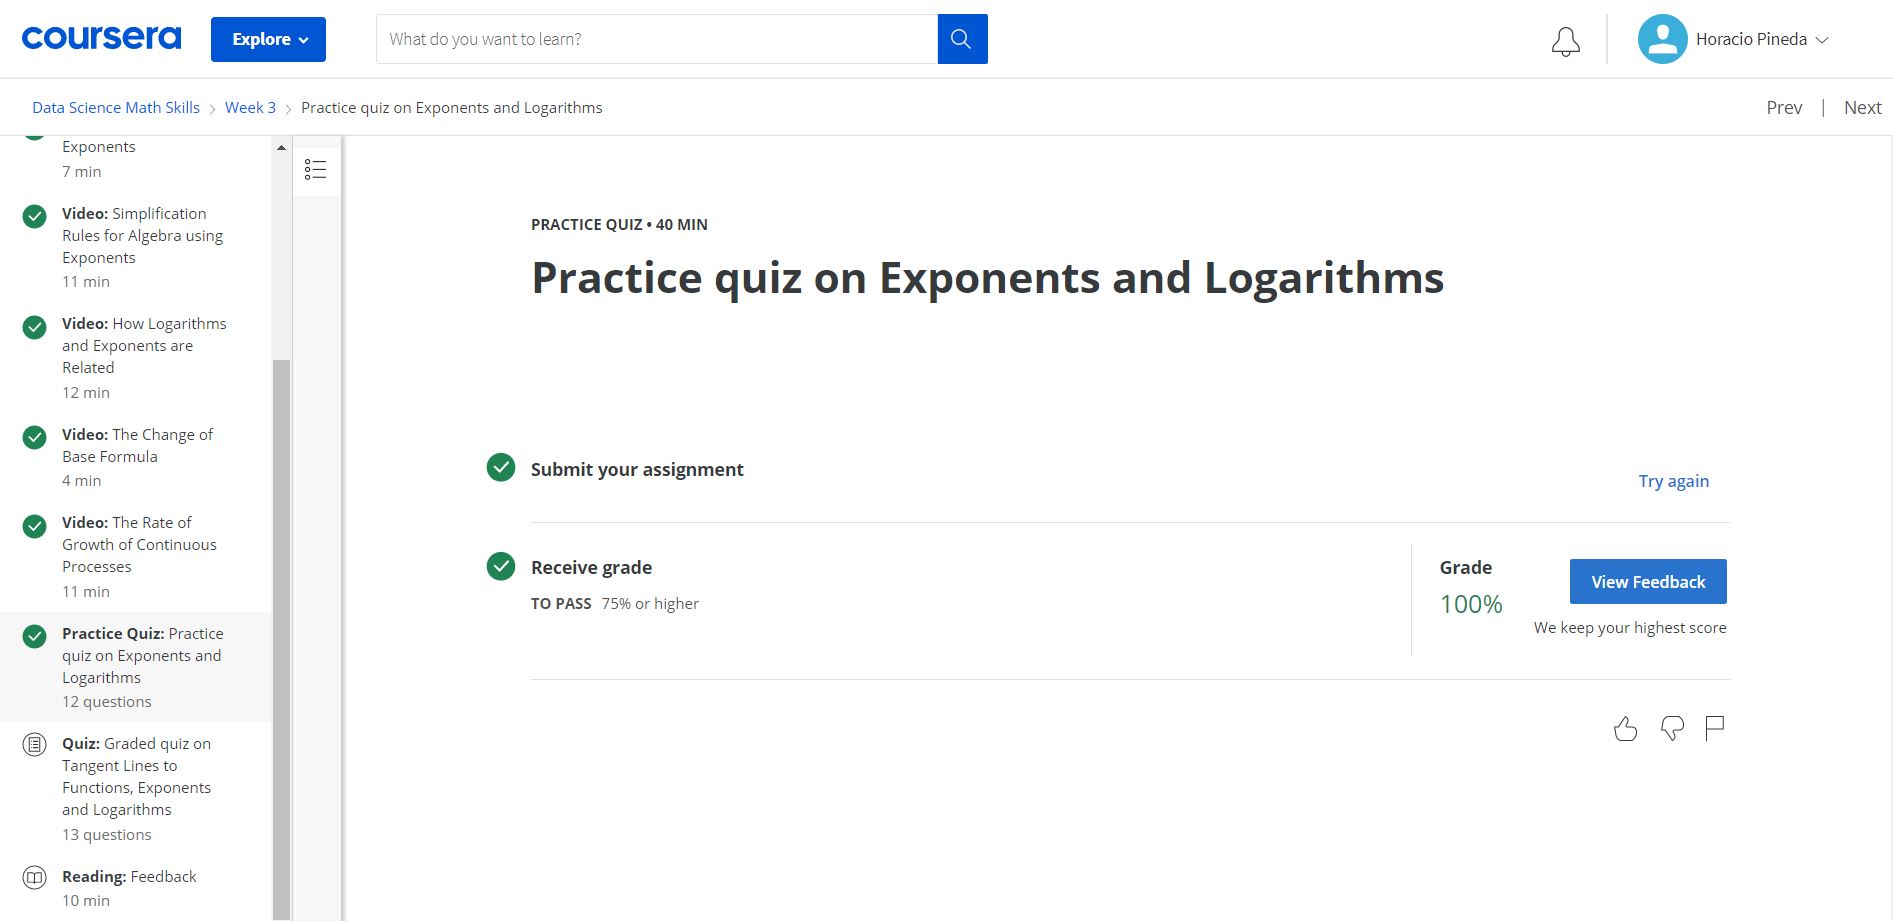 coursera
Explore
What do you want to learn?
Horacio Pineda
Data Science Math Skills > Week 3 > Practice quiz on Exponents and Logarithms
Prev | Next
Exponents
7 min
Video: Simplification
Rules for Algebra using
Exponents
11 min
Video: How Logarithms
and Exponents are
Related
12 min
Video: The Change of
Base Formula
4 min
Video: The Rate of
Growth of Continuous
Processes
11 min
Practice Quiz: Practice
quiz on Exponents and
Logarithms
12 questions
Quiz: Graded quiz on
Tangent Lines to
Functions, Exponents
and Logarithms
13 questions
Reading: Feedback
10 min
PRACTICE QUIZ • 40 MIN
Practice quiz on Exponents and Logarithms
Submit your assignment
Try again
Receive grade
TO PASS 75% or higher
Grade
100%
View Feedback
We keep your highest score